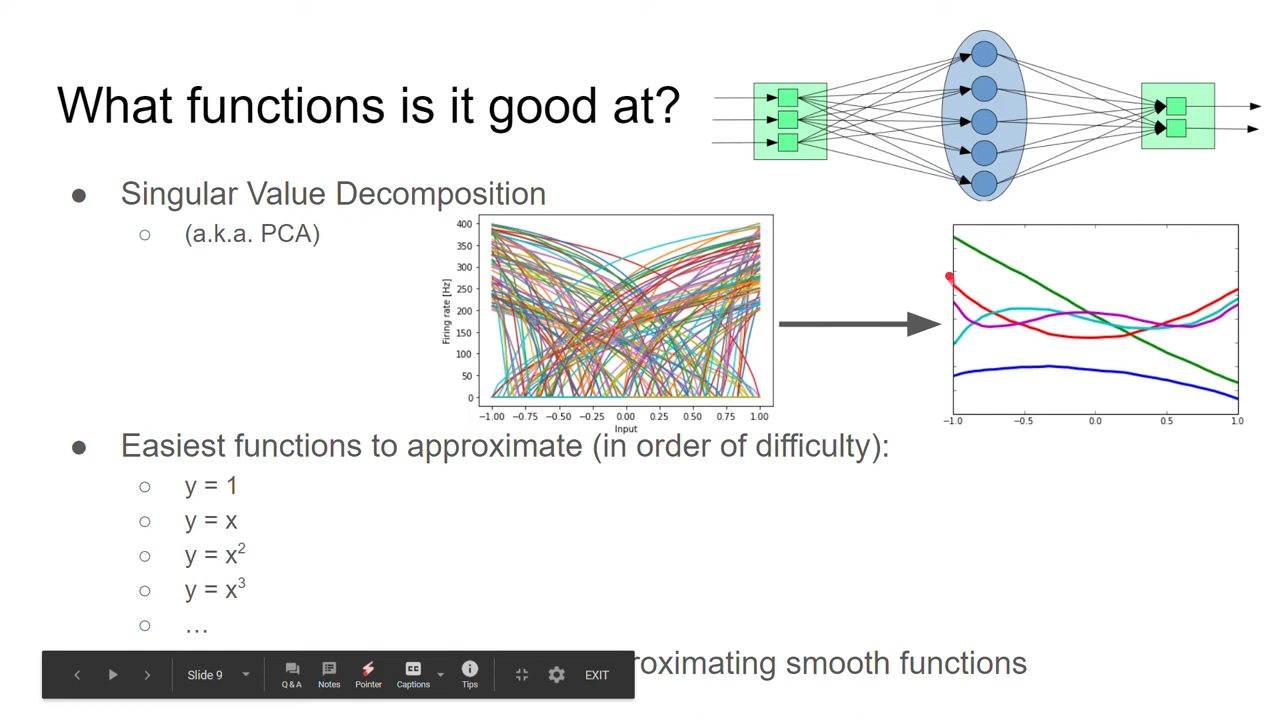 What functions is it good at?
● Singular Value Decomposition
○ (a.k.a. PCA)
400
350
300
250
200
150
100
50
0
Firing rate [Hz]
−1.00 −0.75 −0.50 −0.25 0.00 0.25 0.50 0.75 1.00
Input
−1.0 −0.5 0.0 0.5 1.0
● Easiest functions to approximate (in order of difficulty):
○ y = 1
○ y = x
○ y = x²
○ y = x³
○ …
roximating smooth functions
Slide 9
Q & A
Notes
Pointer
CC
Captions
Tips
EXIT